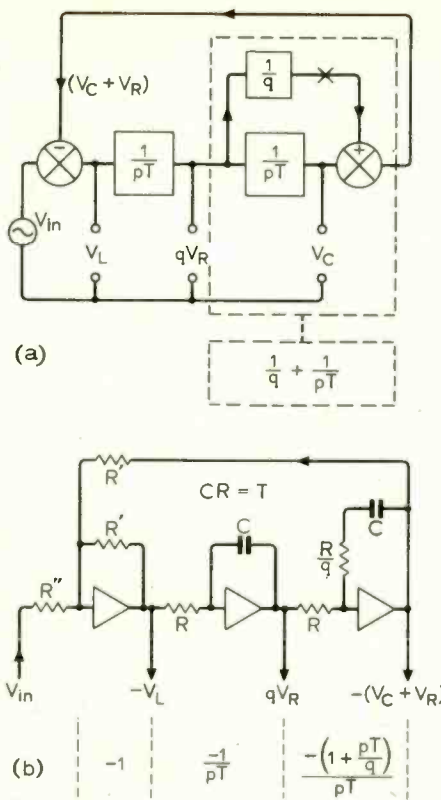 (V_C + V_R)
1/q
×
−
+
1/pT
1/pT
V_in
V_L
qV_R
V_C
(a)
1/q + 1/pT
R'
CR = T
R'
C
R/q
C
R"
R
R
V_in
-V_L
qV_R
-(V_C + V_R)
(b)
-1
-1/pT
-(1 + pT/q)/pT